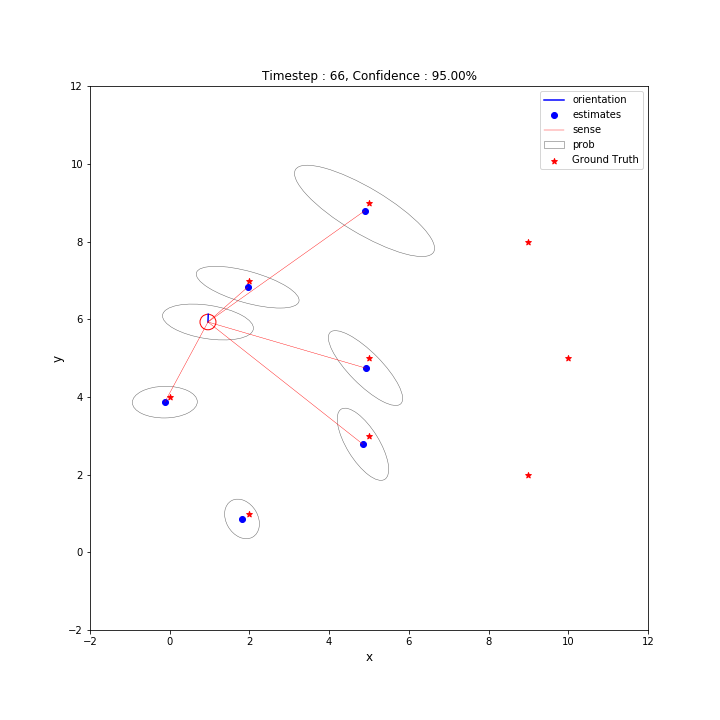 Timestep : 66, Confidence : 95.00%
orientation
estimates
sense
prob
Ground Truth
12
10
8
6
4
2
0
−2
y
−2 0 2 4 6 8 10 12
x